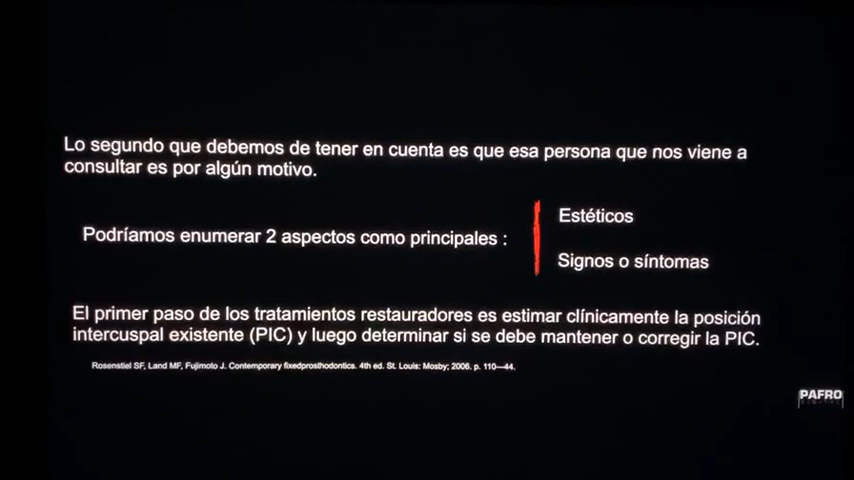 Lo segundo que debemos de tener en cuenta es que esa persona que nos viene a
consultar es por algún motivo.
Podríamos enumerar 2 aspectos como principales :
Estéticos
Signos o síntomas
El primer paso de los tratamientos restauradores es estimar clínicamente la posición
intercuspal existente (PIC) y luego determinar si se debe mantener o corregir la PIC.
Rosenstiel SF, Land MF, Fujimoto J. Contemporary fixedprosthodontics. 4th ed. St. Louis: Mosby; 2006. p. 110—44.
PAFRO